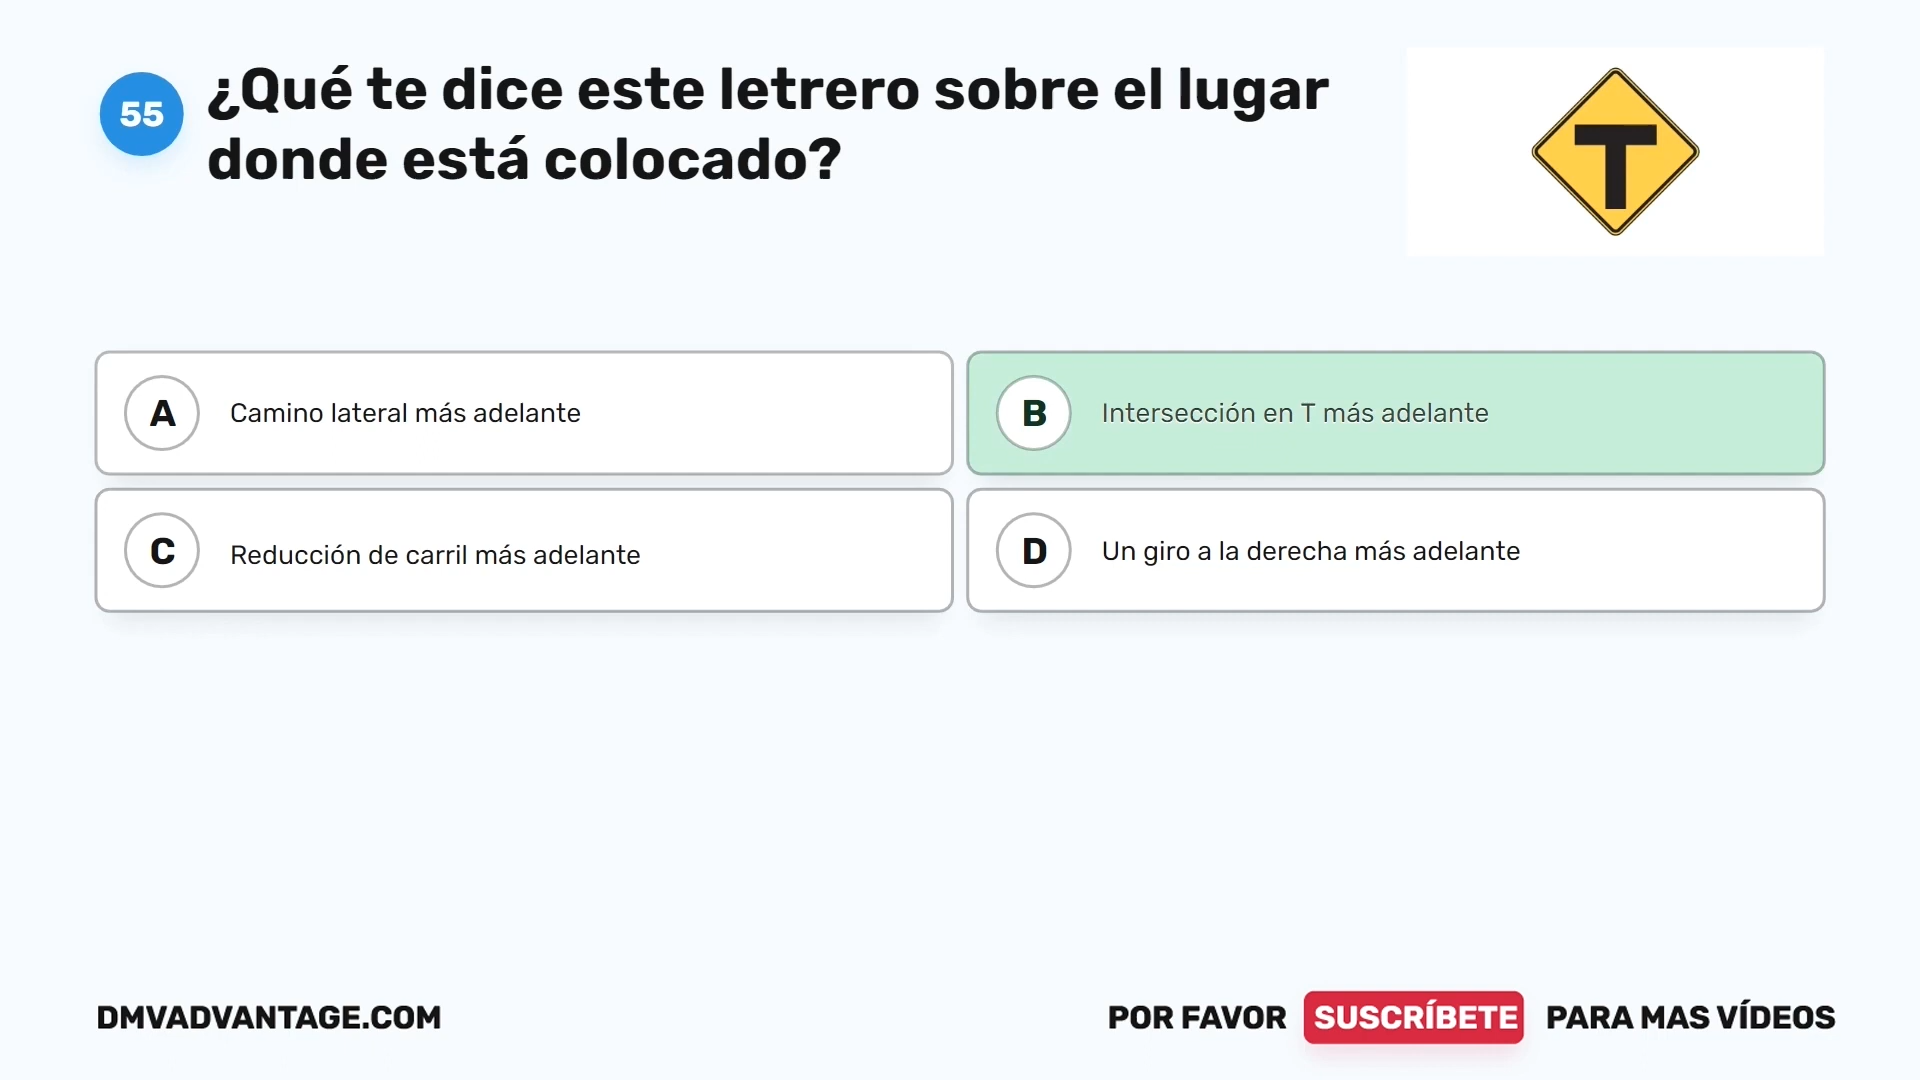 55
¿Qué te dice este letrero sobre el lugar
donde está colocado?
A Camino lateral más adelante
B Intersección en T más adelante
C Reducción de carril más adelante
D Un giro a la derecha más adelante
DMVADVANTAGE.COM
POR FAVOR SUSCRÍBETE PARA MAS VÍDEOS